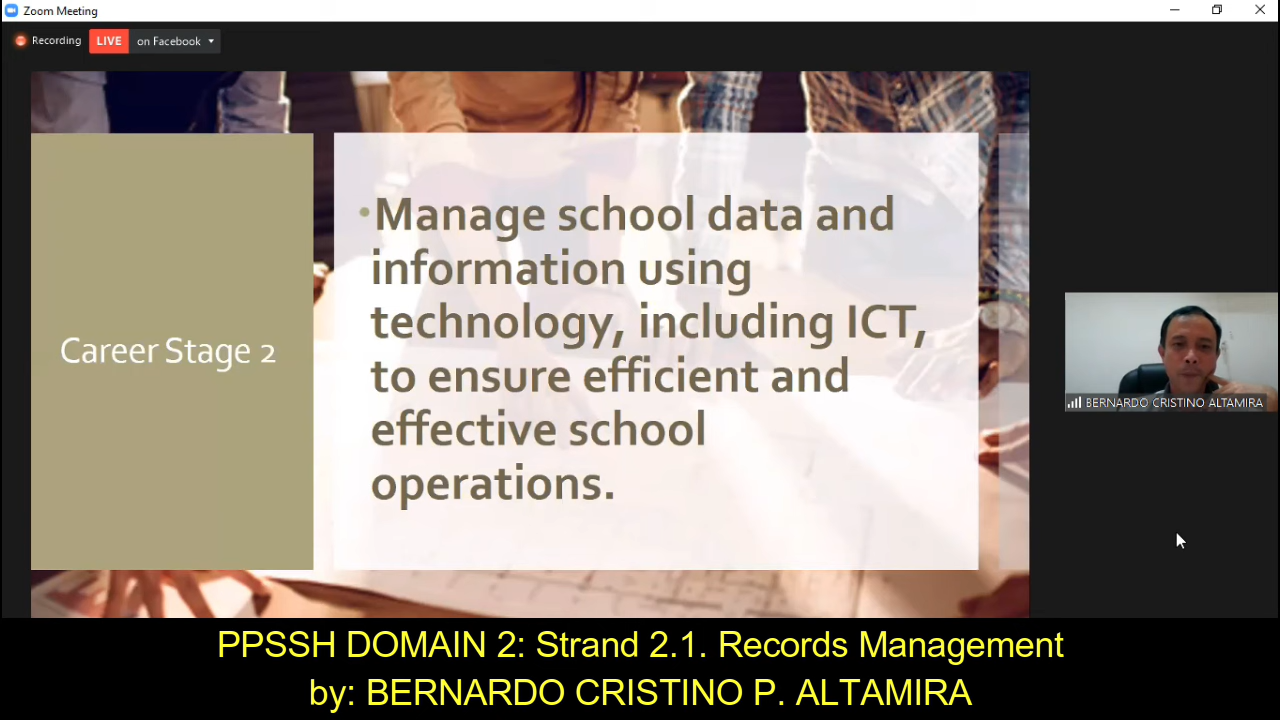 Zoom Meeting
Recording
LIVE
on Facebook
Career Stage 2
•Manage school data and
information using
technology, including ICT,
to ensure efficient and
effective school
operations.
BERNARDO CRISTINO ALTAMIRA
PPSSH DOMAIN 2: Strand 2.1. Records Management
by: BERNARDO CRISTINO P. ALTAMIRA